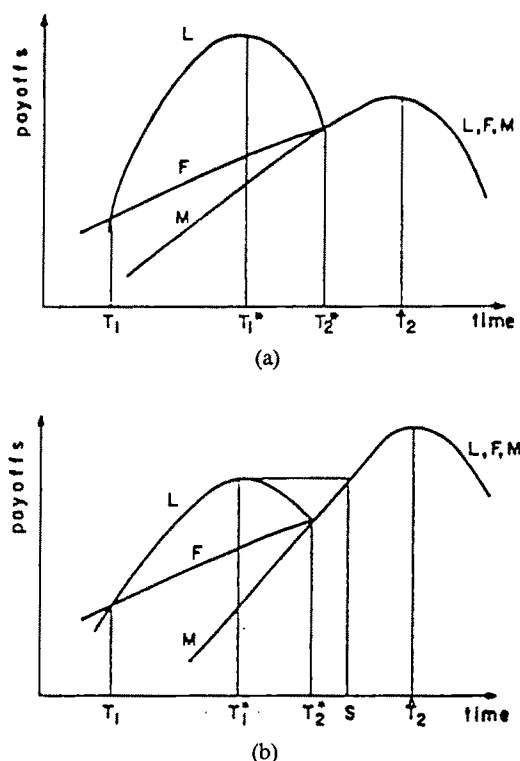 payoffs
L
F
M
L,F,M
T₁
T₁*
T₂*
T̂₂
time
(a)
payoffs
L
F
M
L,F,M
T₁
T₁*
T₂*
S
T̂₂
time
(b)